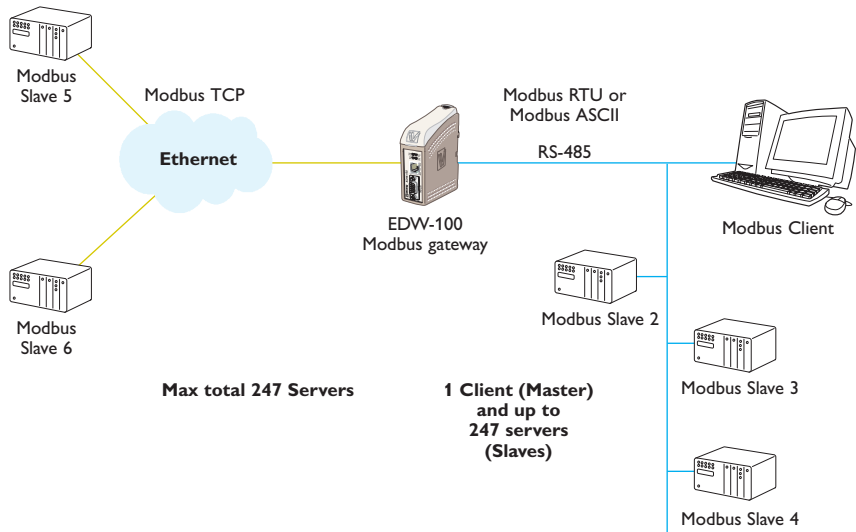 Modbus
Slave 5
Modbus TCP
Ethernet
Modbus RTU or
Modbus ASCII
RS-485
EDW-100
Modbus gateway
Modbus Client
Modbus
Slave 6
Modbus Slave 2
Modbus Slave 3
Modbus Slave 4
Max total 247 Servers
1 Client (Master)
and up to
247 servers
(Slaves)